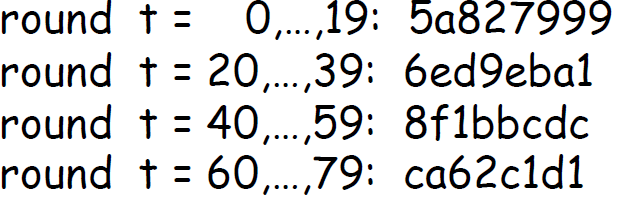 round t = 0,...,19: 5a827999
round t = 20,...,39: 6ed9eba1
round t = 40,...,59: 8f1bbcdc
round t = 60,...,79: ca62c1d1